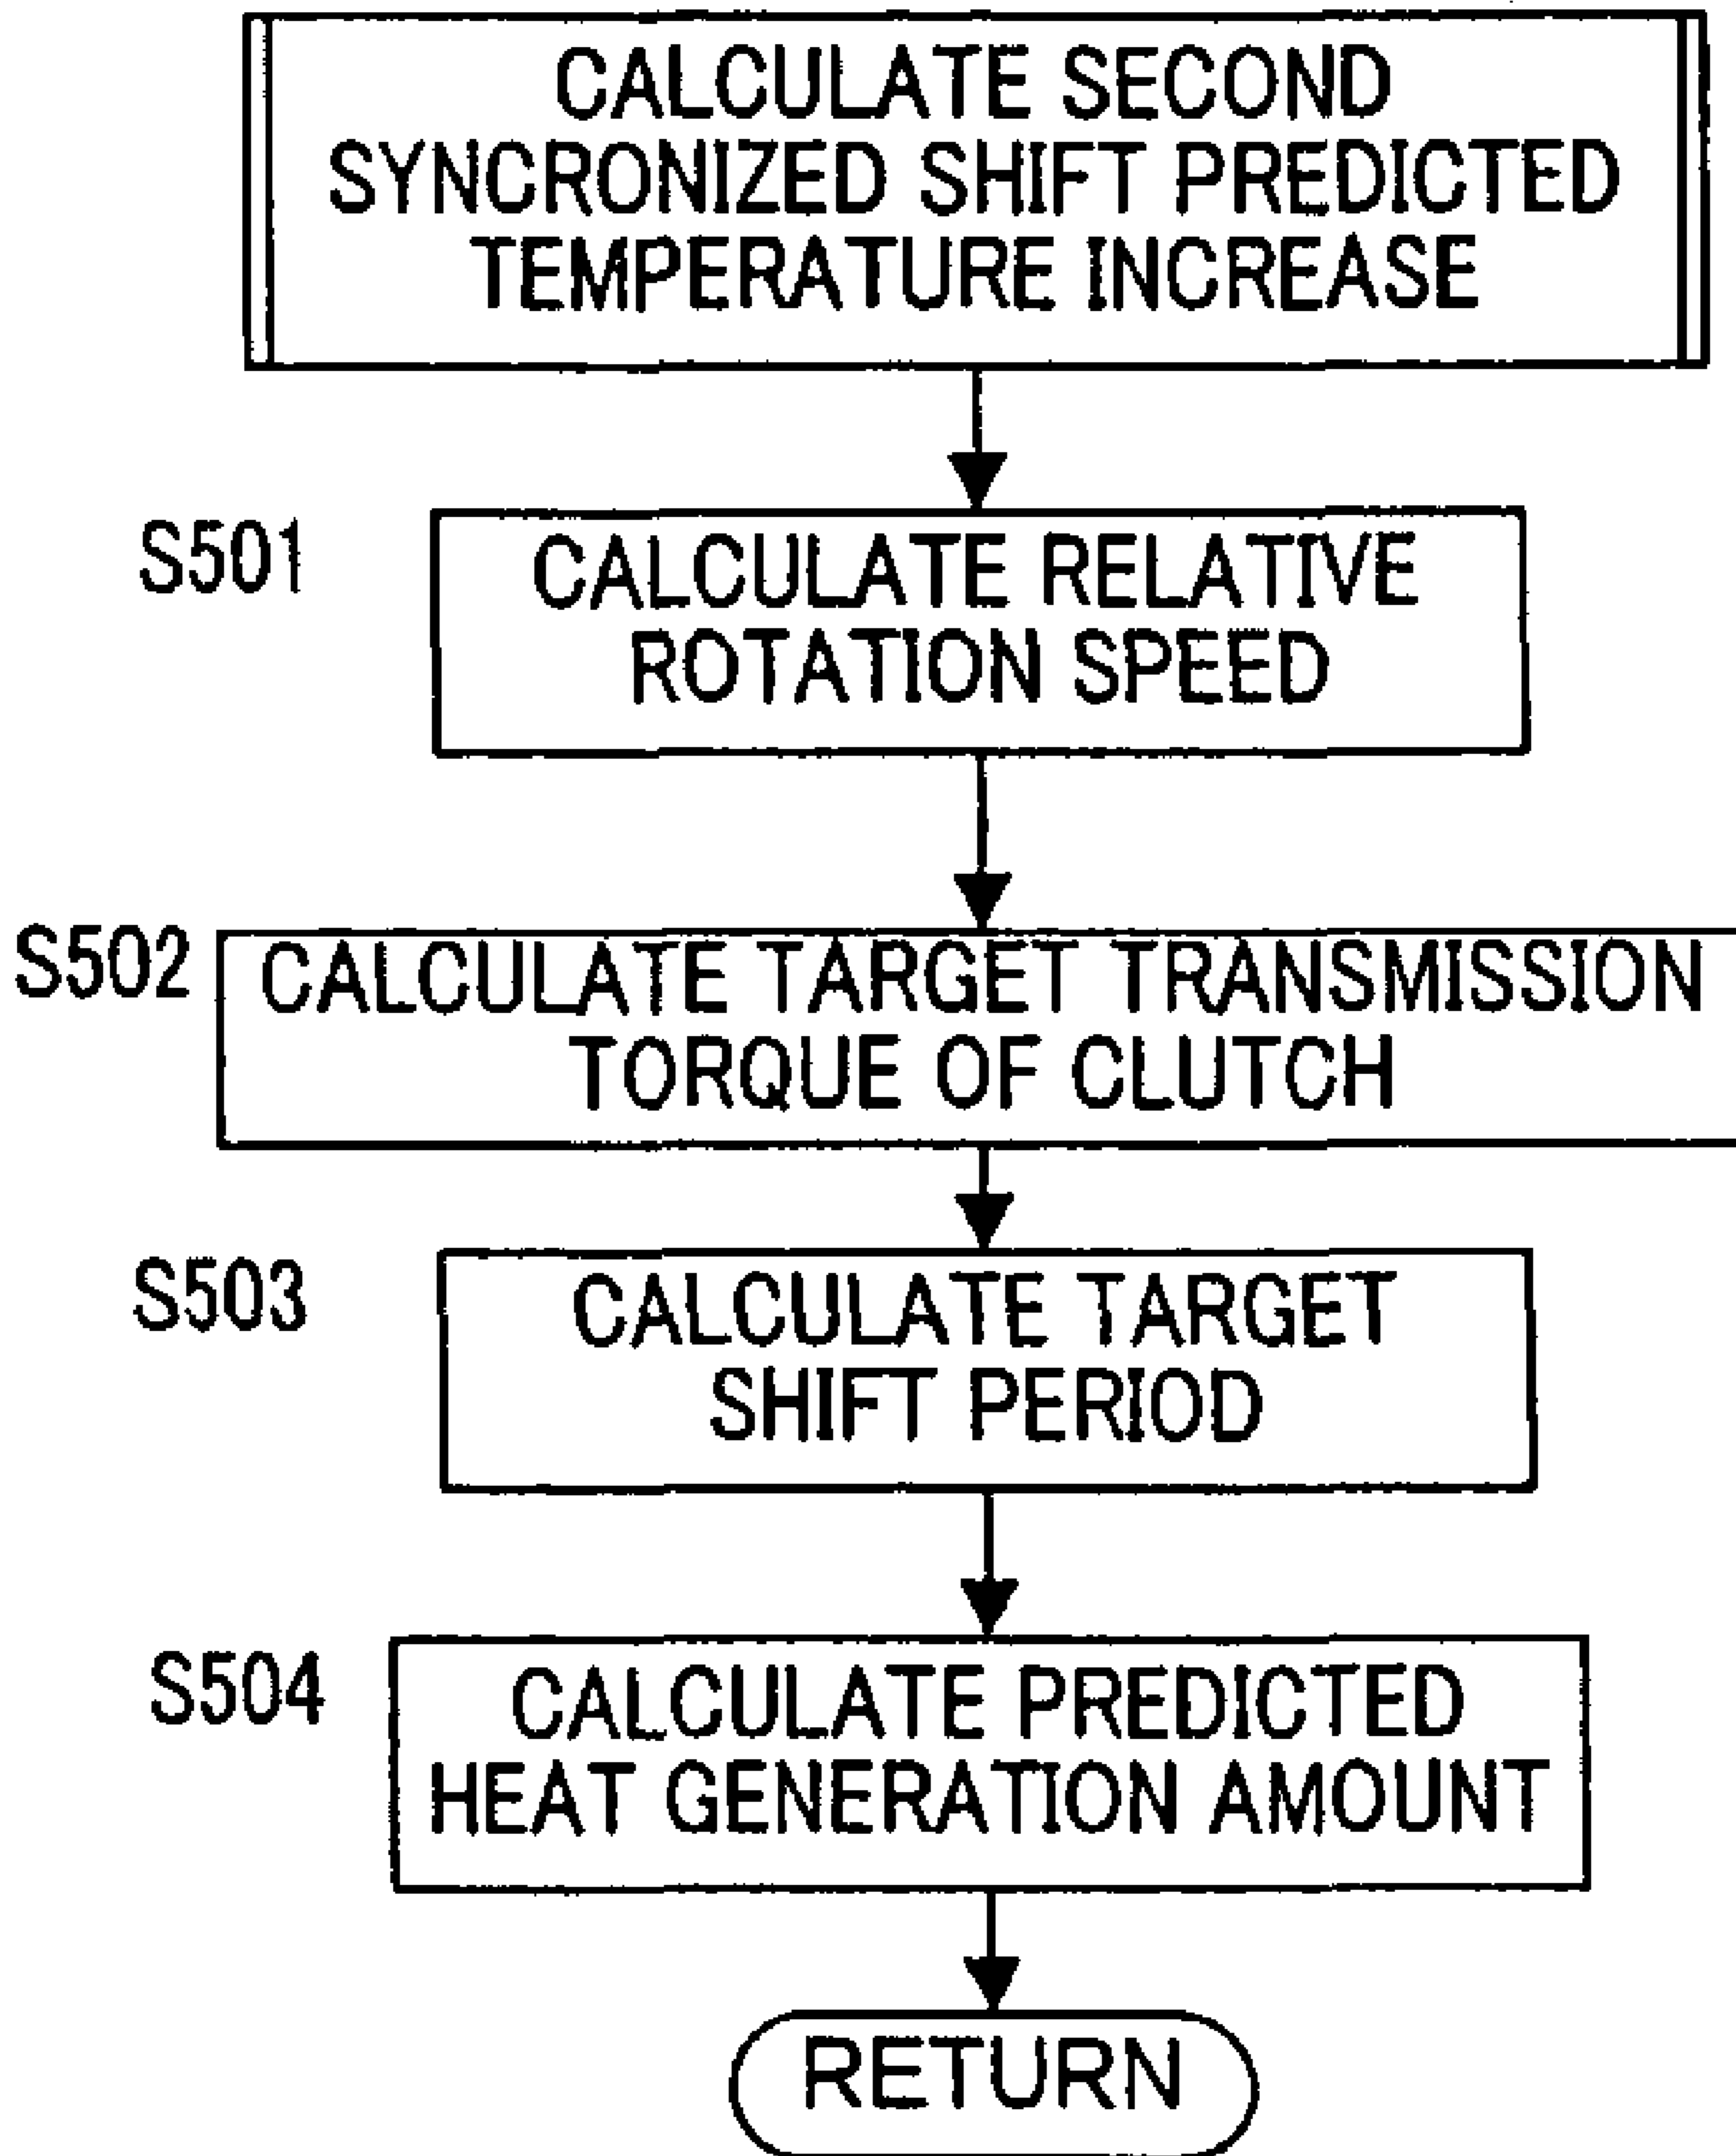 CALCULATE SECOND
SYNCRONIZED SHIFT PREDICTED
TEMPERATURE INCREASE
S501
CALCULATE RELATIVE
ROTATION SPEED
S502
CALCULATE TARGET TRANSMISSION
TORQUE OF CLUTCH
S503
CALCULATE TARGET
SHIFT PERIOD
S504
CALCULATE PREDICTED
HEAT GENERATION AMOUNT
RETURN